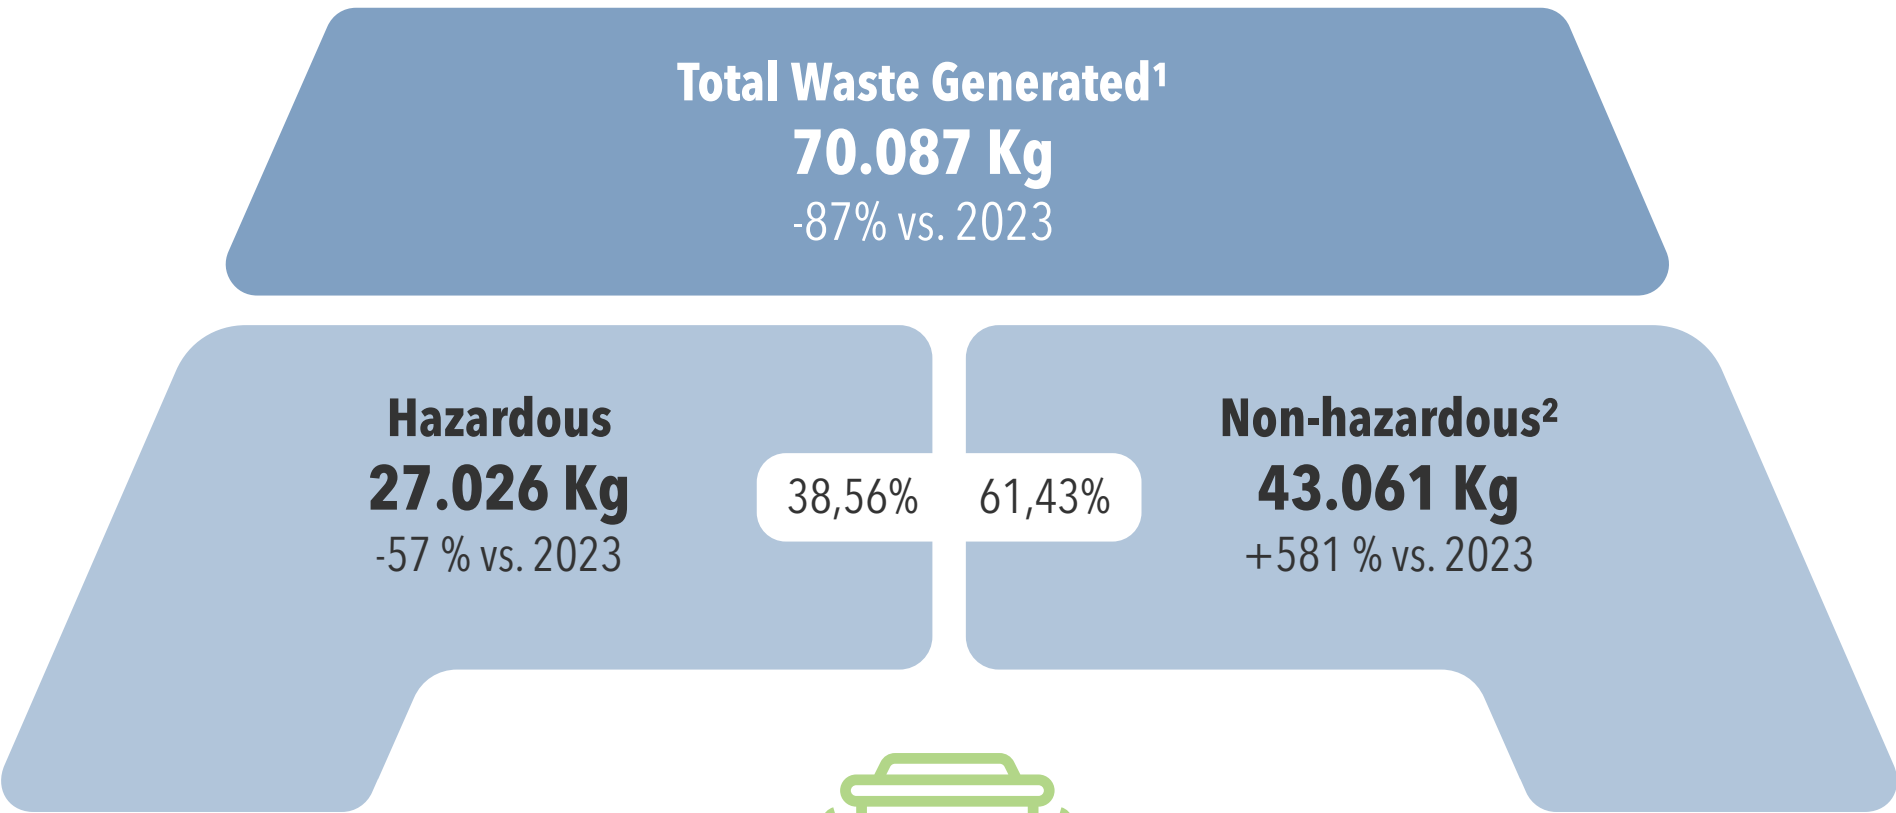 Total Waste Generated¹
70.087 Kg
-87% vs. 2023
Hazardous
27.026 Kg
-57 % vs. 2023
38,56%
61,43%
Non-hazardous²
43.061 Kg
+581 % vs. 2023